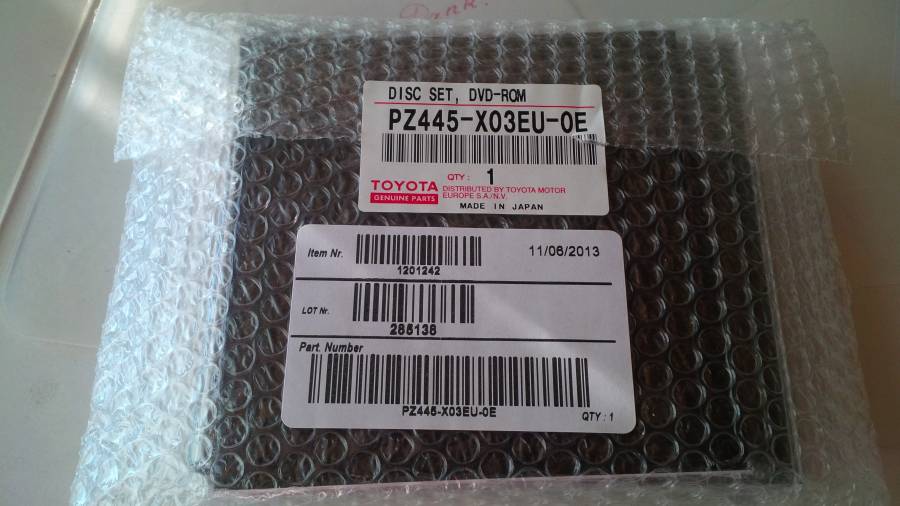 DISC SET, DVD-ROM
PZ445-X03EU-0E
QTY : 1
TOYOTA
GENUINE PARTS
DISTRIBUTED BY TOYOTA MOTOR
EUROPE S.A./N.V.
MADE IN JAPAN
Item Nr.
1201242
11/06/2013
LOT Nr.
285138
Part. Number
PZ445-X03EU-0E
QTY : 1